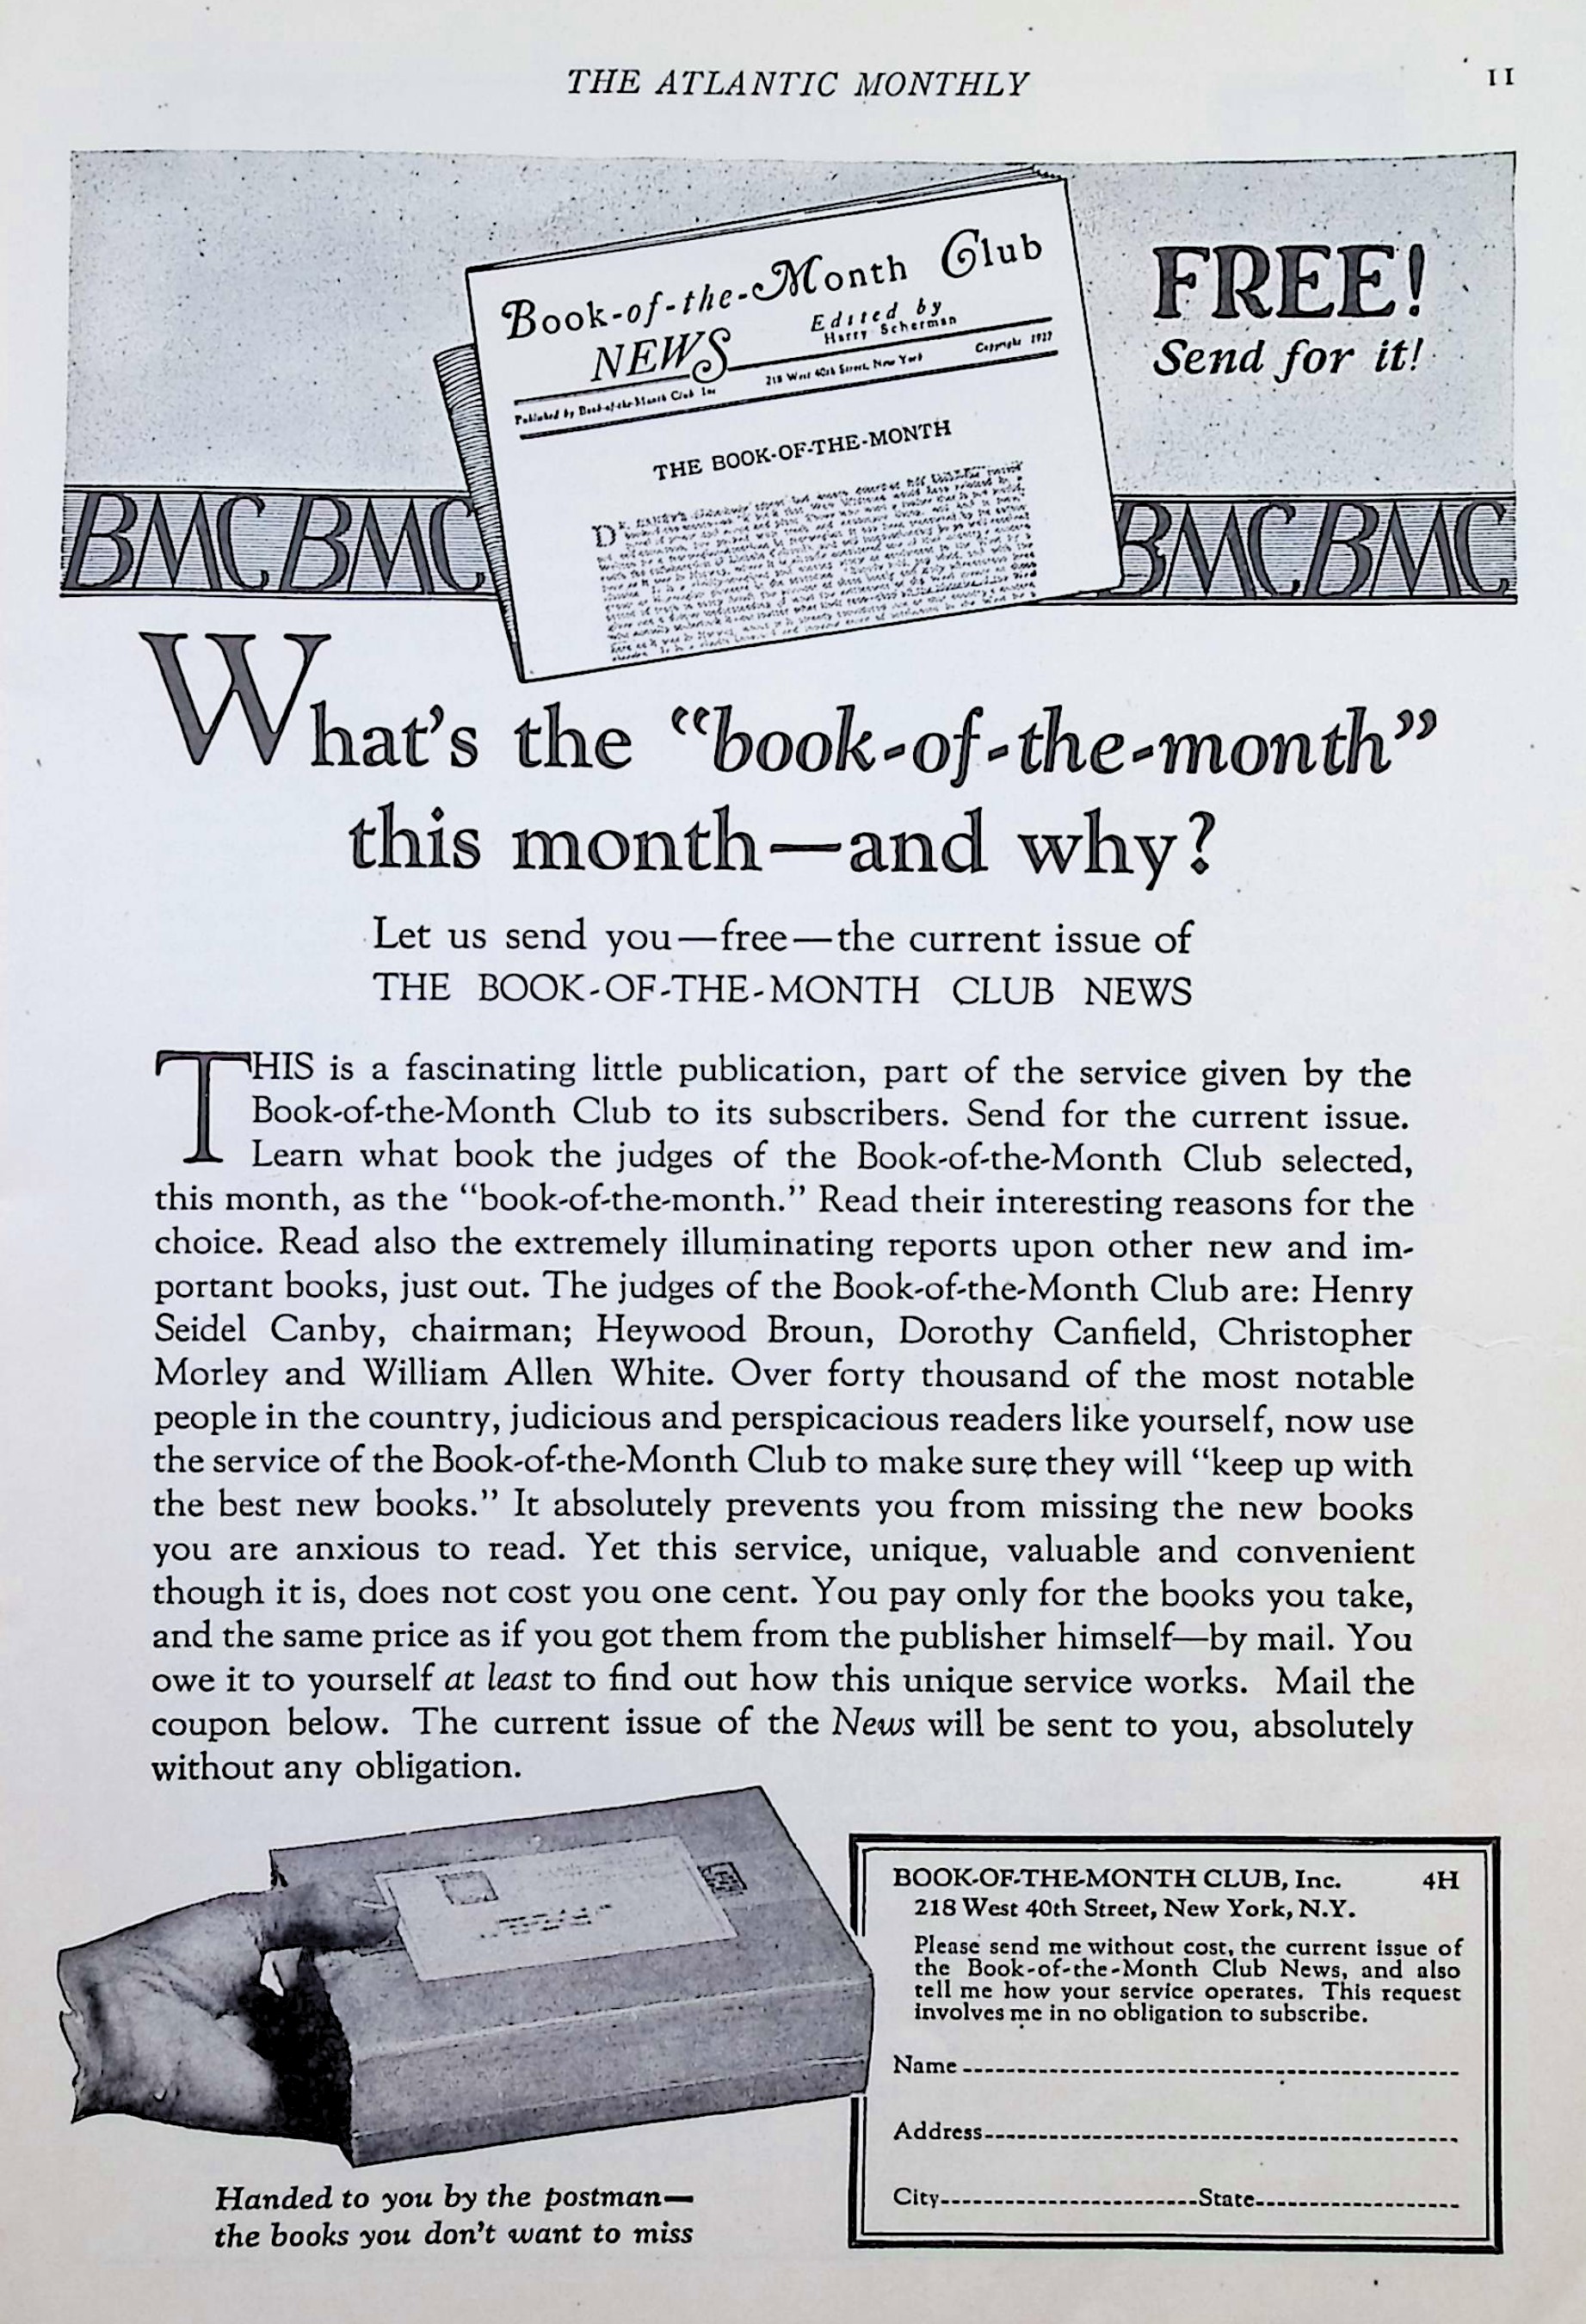 THE ATLANTIC MONTHLY 11
Book-of-the-Month Club
NEWS Edited by
Harry Scherman
Published by Book-of-the-Month Club Inc 218 West 40th Street, New York Copyright 1927
THE BOOK-OF-THE-MONTH
FREE!
Send for it!
BMC BMC BMC BMC
What's the “book-of-the-month”
this month—and why?
Let us send you—free—the current issue of
THE BOOK-OF-THE-MONTH CLUB NEWS
THIS is a fascinating little publication, part of the service given by the
Book-of-the-Month Club to its subscribers. Send for the current issue.
Learn what book the judges of the Book-of-the-Month Club selected,
this month, as the “book-of-the-month.” Read their interesting reasons for the
choice. Read also the extremely illuminating reports upon other new and im-
portant books, just out. The judges of the Book-of-the-Month Club are: Henry
Seidel Canby, chairman; Heywood Broun, Dorothy Canfield, Christopher
Morley and William Allen White. Over forty thousand of the most notable
people in the country, judicious and perspicacious readers like yourself, now use
the service of the Book-of-the-Month Club to make sure they will “keep up with
the best new books.” It absolutely prevents you from missing the new books
you are anxious to read. Yet this service, unique, valuable and convenient
though it is, does not cost you one cent. You pay only for the books you take,
and the same price as if you got them from the publisher himself—by mail. You
owe it to yourself at least to find out how this unique service works. Mail the
coupon below. The current issue of the News will be sent to you, absolutely
without any obligation.
Handed to you by the postman—
the books you don't want to miss
BOOK-OF-THE-MONTH CLUB, Inc. 4H
218 West 40th Street, New York, N.Y.
Please send me without cost, the current issue of
the Book-of-the-Month Club News, and also
tell me how your service operates. This request
involves me in no obligation to subscribe.
Name
Address
City State